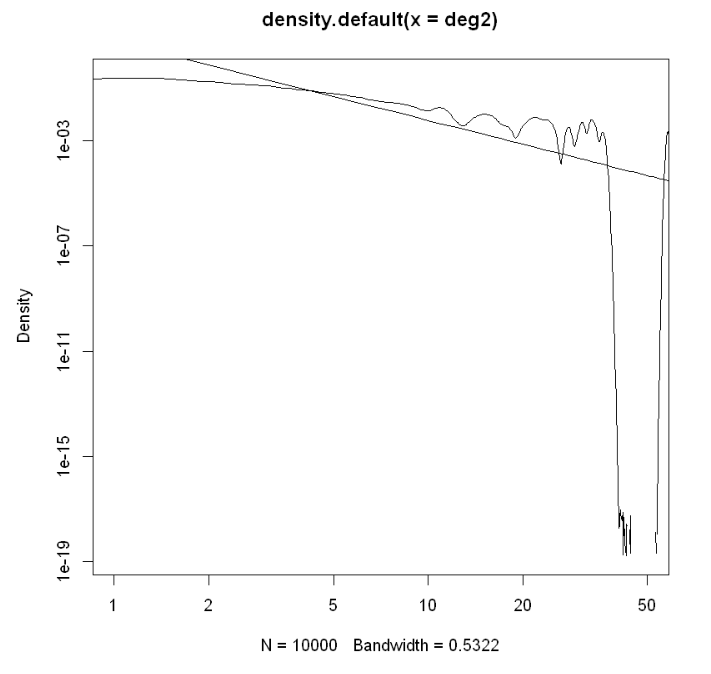 density.default(x = deg2)
Density
1e-03
1e-07
1e-11
1e-15
1e-19
1 2 5 10 20 50
N = 10000 Bandwidth = 0.5322